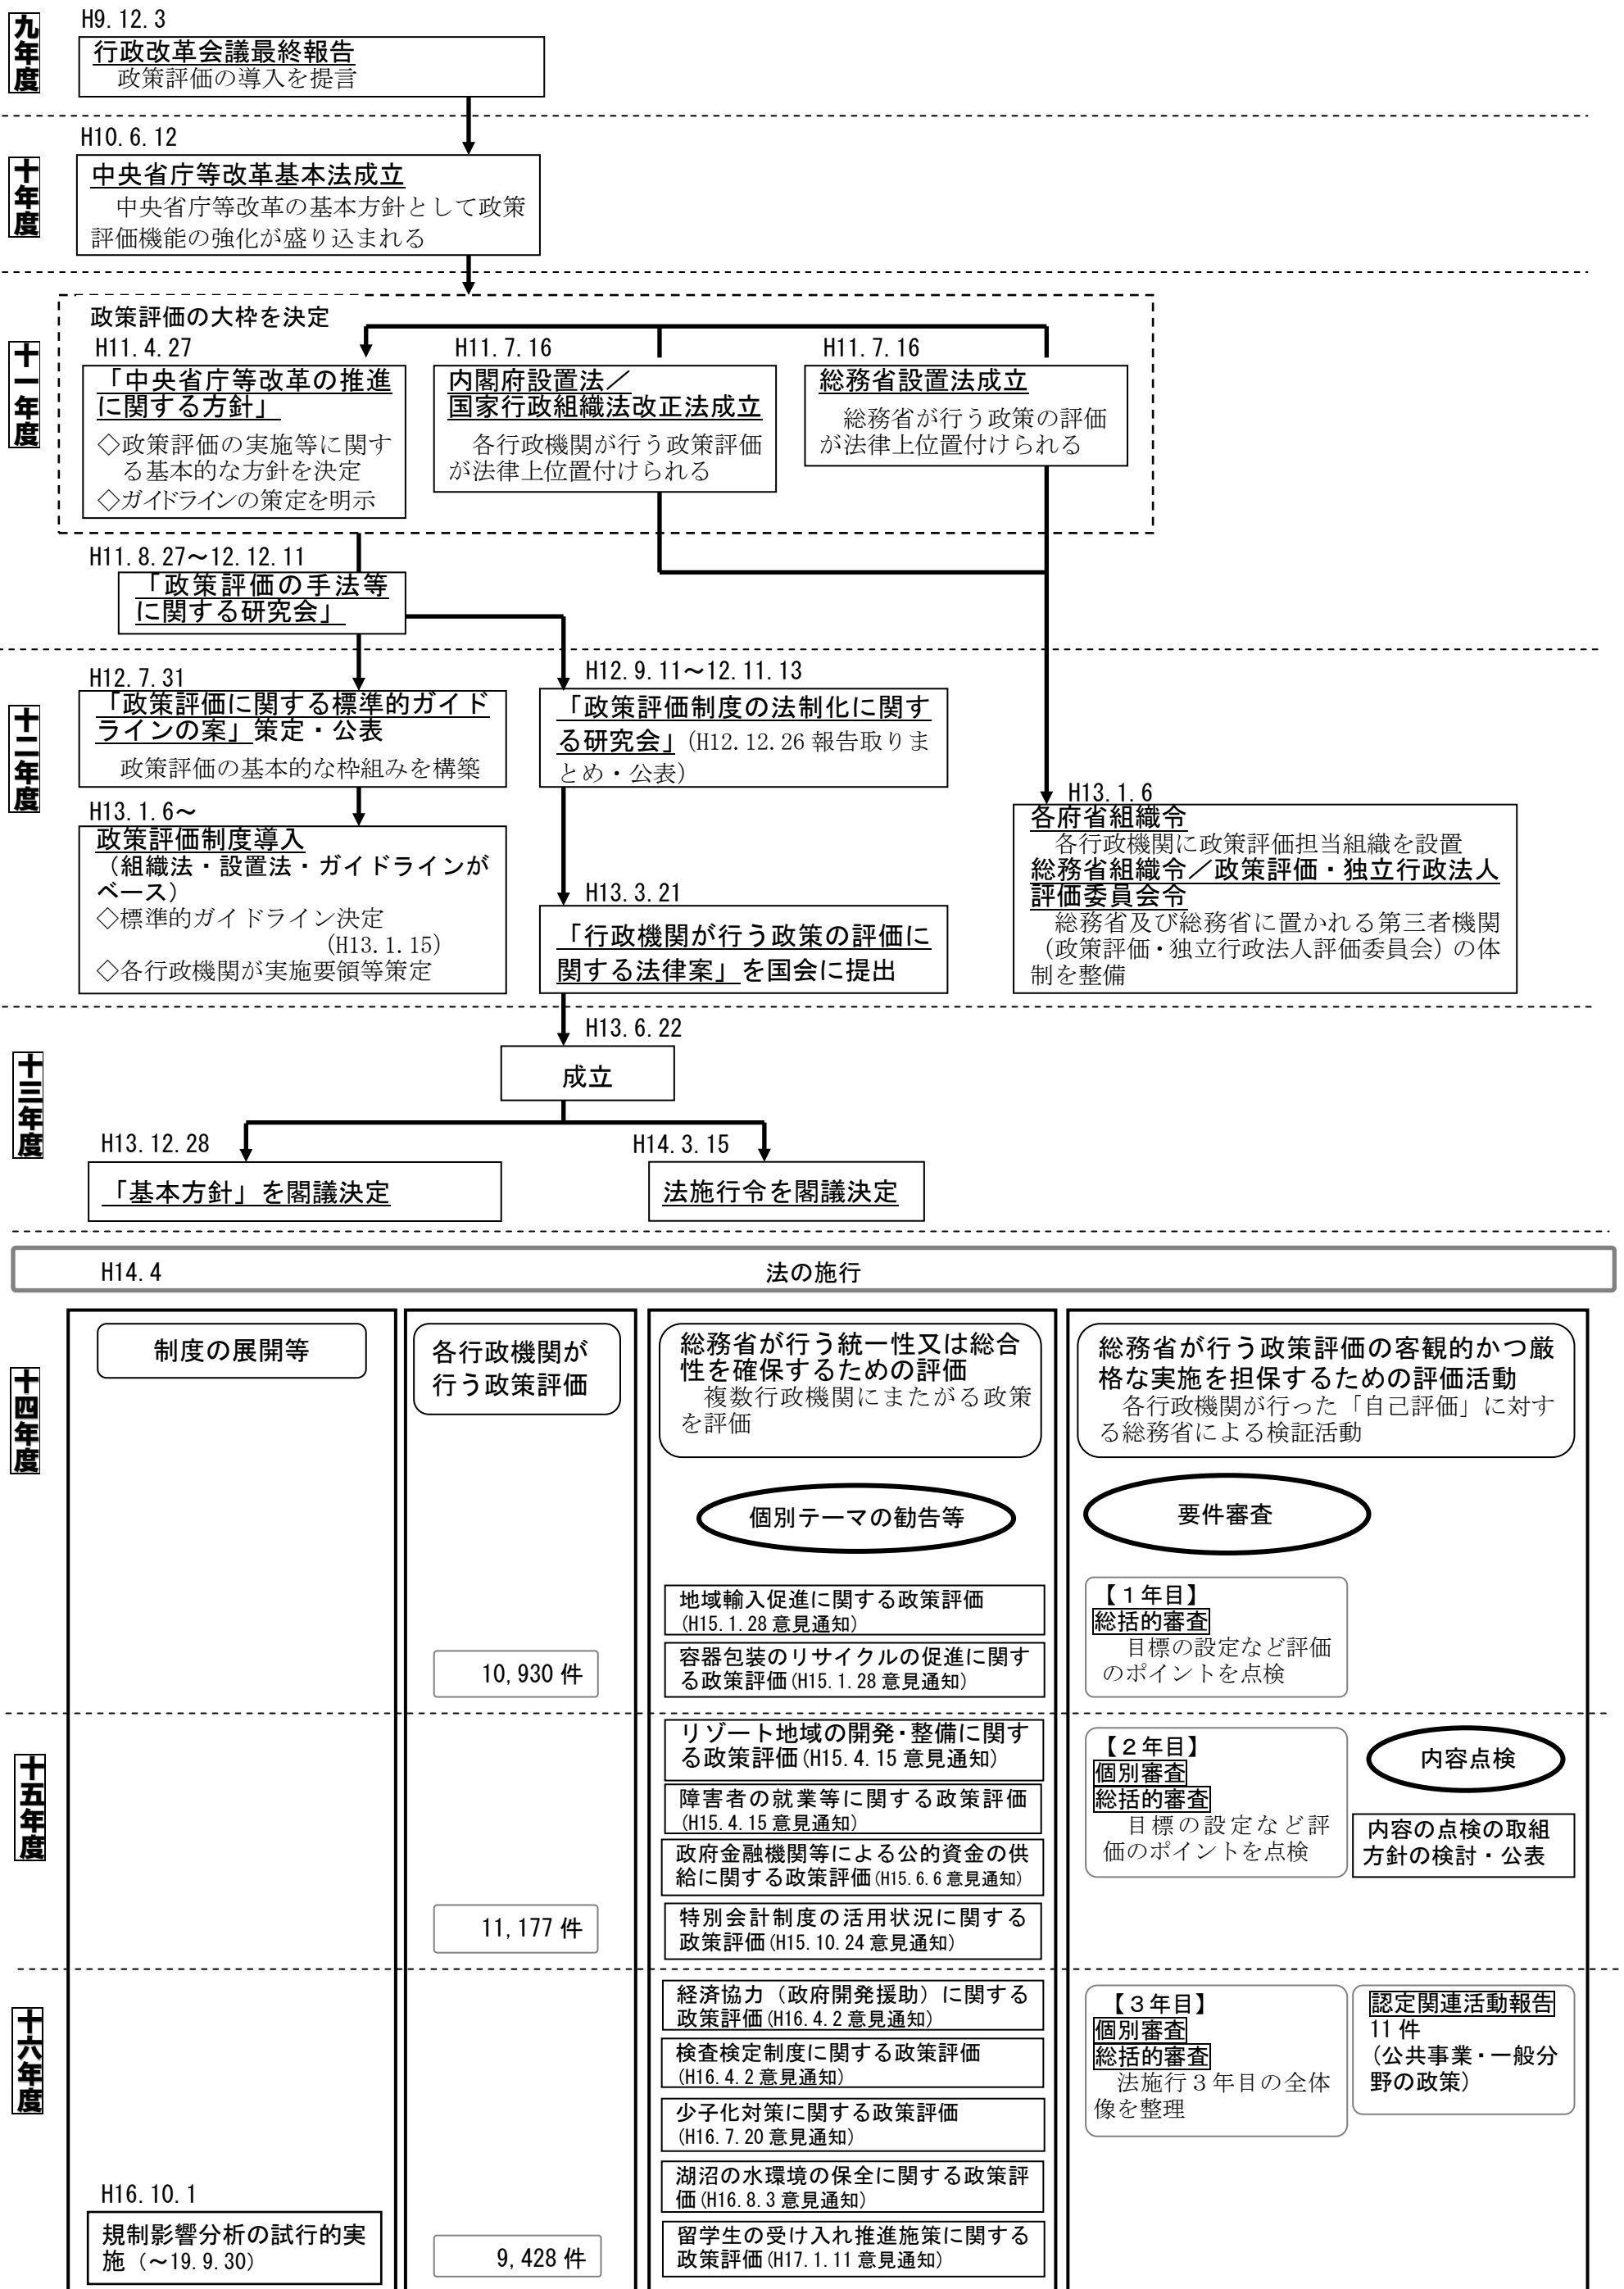 九年度
H9.12.3
行政改革会議最終報告
政策評価の導入を提言
十年度
H10.6.12
中央省庁等改革基本法成立
中央省庁等改革の基本方針として政策
評価機能の強化が盛り込まれる
十一年度
政策評価の大枠を決定
H11.4.27
「中央省庁等改革の推進
に関する方針」
◇政策評価の実施等に関す
る基本的な方針を決定
◇ガイドラインの策定を明示
H11.7.16
内閣府設置法／
国家行政組織法改正法成立
各行政機関が行う政策評価
が法律上位置付けられる
H11.7.16
総務省設置法成立
総務省が行う政策の評価
が法律上位置付けられる
H11.8.27～12.12.11
「政策評価の手法等
に関する研究会」
十二年度
H12.7.31
「政策評価に関する標準的ガイド
ラインの案」策定・公表
政策評価の基本的な枠組みを構築
H12.9.11～12.11.13
「政策評価制度の法制化に関す
る研究会」(H12.12.26 報告取りま
とめ・公表)
H13.1.6～
政策評価制度導入
（組織法・設置法・ガイドラインが
ベース）
◇標準的ガイドライン決定
(H13.1.15)
◇各行政機関が実施要領等策定
H13.3.21
「行政機関が行う政策の評価に
関する法律案」を国会に提出
H13.1.6
各府省組織令
各行政機関に政策評価担当組織を設置
総務省組織令／政策評価・独立行政法人
評価委員会令
総務省及び総務省に置かれる第三者機関
（政策評価・独立行政法人評価委員会）の体
制を整備
十三年度
H13.6.22
成立
H13.12.28
「基本方針」を閣議決定
H14.3.15
法施行令を閣議決定
H14.4
法の施行
十四年度
制度の展開等
各行政機関が
行う政策評価
総務省が行う統一性又は総合
性を確保するための評価
複数行政機関にまたがる政策
を評価
総務省が行う政策評価の客観的かつ厳
格な実施を担保するための評価活動
各行政機関が行った「自己評価」に対す
る総務省による検証活動
個別テーマの勧告等
要件審査
地域輸入促進に関する政策評価
(H15.1.28 意見通知)
容器包装のリサイクルの促進に関す
る政策評価(H15.1.28 意見通知)
10,930 件
【１年目】
総括的審査
目標の設定など評価
のポイントを点検
十五年度
リゾート地域の開発・整備に関す
る政策評価(H15.4.15 意見通知)
障害者の就業等に関する政策評価
(H15.4.15 意見通知)
政府金融機関等による公的資金の供
給に関する政策評価(H15.6.6 意見通知)
特別会計制度の活用状況に関する
政策評価(H15.10.24 意見通知)
11,177 件
【２年目】
個別審査
総括的審査
目標の設定など評
価のポイントを点検
内容点検
内容の点検の取組
方針の検討・公表
十六年度
経済協力（政府開発援助）に関する
政策評価(H16.4.2 意見通知)
検査検定制度に関する政策評価
(H16.4.2 意見通知)
少子化対策に関する政策評価
(H16.7.20 意見通知)
湖沼の水環境の保全に関する政策評
価(H16.8.3 意見通知)
留学生の受け入れ推進施策に関する
政策評価(H17.1.11 意見通知)
【３年目】
個別審査
総括的審査
法施行３年目の全体
像を整理
認定関連活動報告
11 件
（公共事業・一般分
野の政策）
H16.10.1
規制影響分析の試行的実
施（～19.9.30）
9,428 件